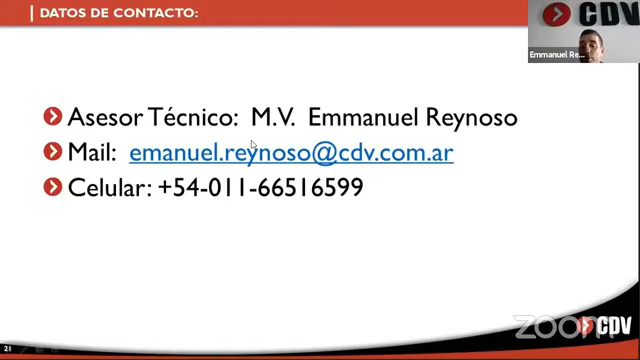 DATOS DE CONTACTO:
CDV
Emmanuel Re...
Asesor Técnico: M.V. Emmanuel Reynoso
Mail: emanuel.reynoso@cdv.com.ar
Celular: +54-011-66516599
21
zoom
CDV